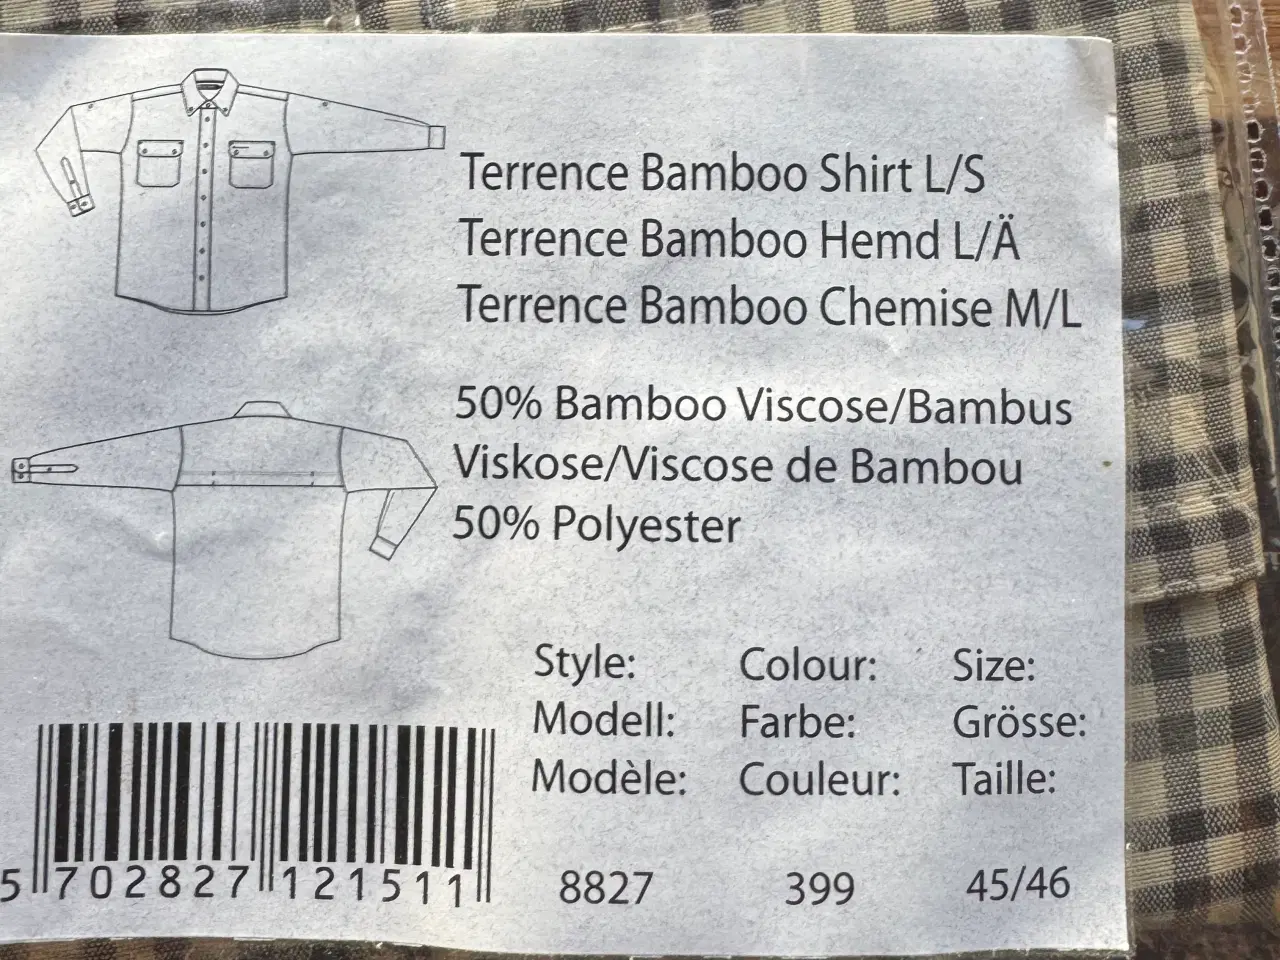 Terrence Bamboo Shirt L/S
Terrence Bamboo Hemd L/Ä
Terrence Bamboo Chemise M/L
50% Bamboo Viscose/Bambus
Viskose/Viscose de Bambou
50% Polyester
Style: Colour: Size:
Modell: Farbe: Grösse:
Modèle: Couleur: Taille:
8827 399 45/46
5 702827 121511